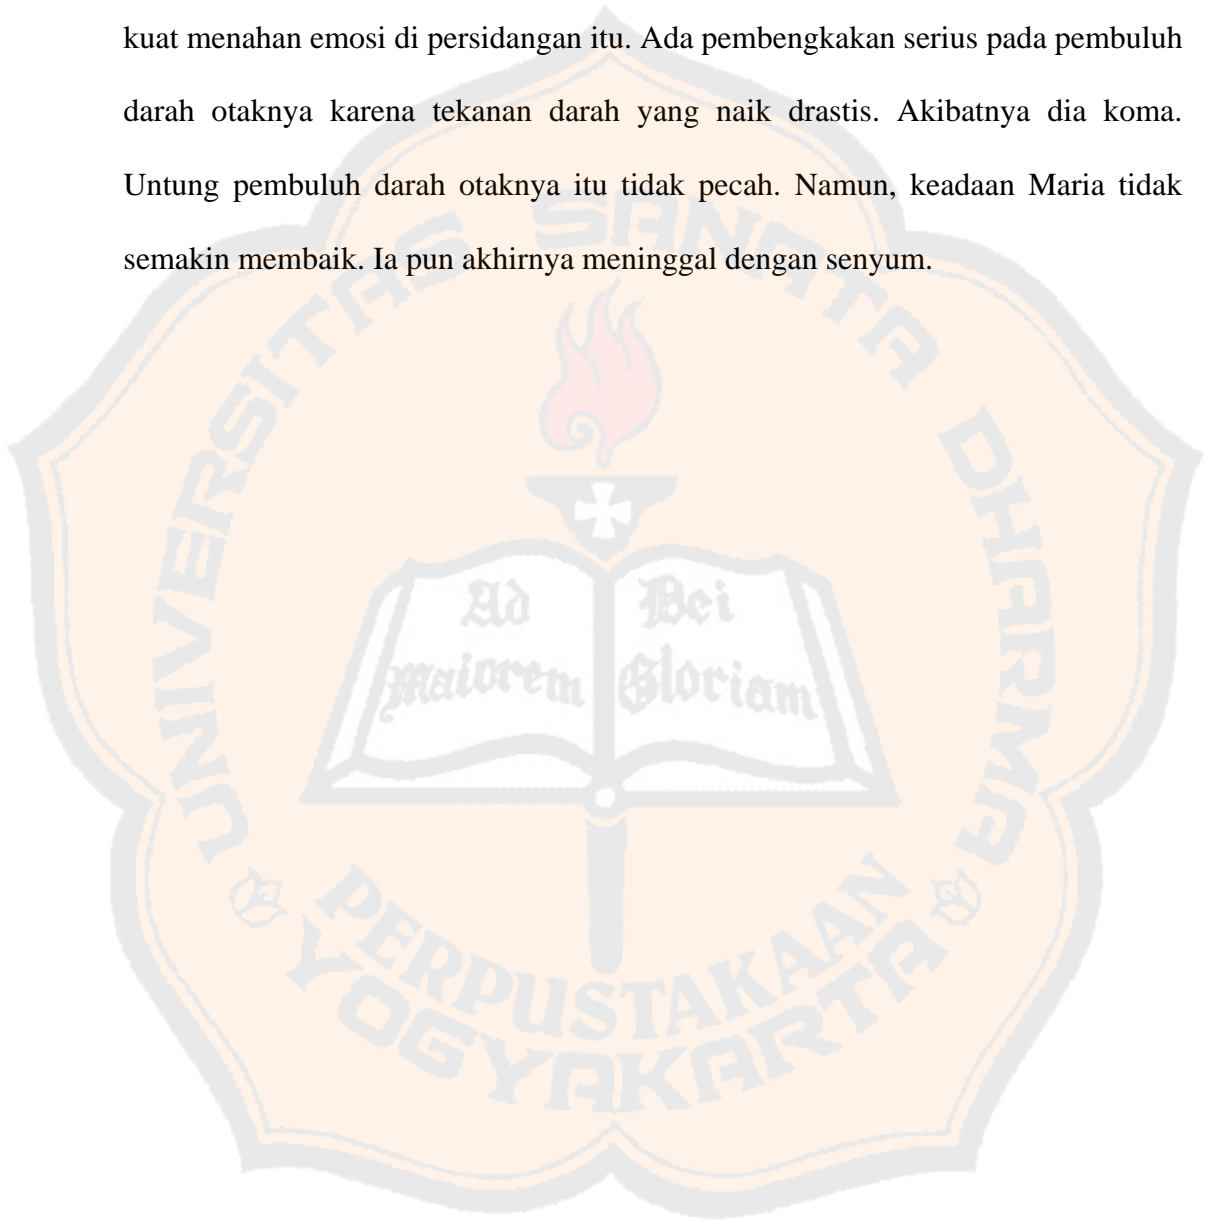 kuat menahan emosi di persidangan itu. Ada pembengkakan serius pada pembuluh
darah otaknya karena tekanan darah yang naik drastis. Akibatnya dia koma.
Untung pembuluh darah otaknya itu tidak pecah. Namun, keadaan Maria tidak
semakin membaik. Ia pun akhirnya meninggal dengan senyum.
UNIVERSITAS SANATA DHARMA
Ad Dei
maiorem Gloriam
PERPUSTAKAAN
YOGYAKARTA